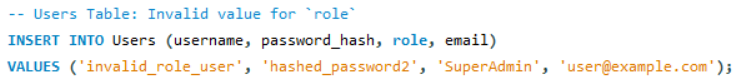 -- Users Table: Invalid value for `role`
INSERT INTO Users (username, password_hash, role, email)
VALUES ('invalid_role_user', 'hashed_password2', 'SuperAdmin', 'user@example.com');